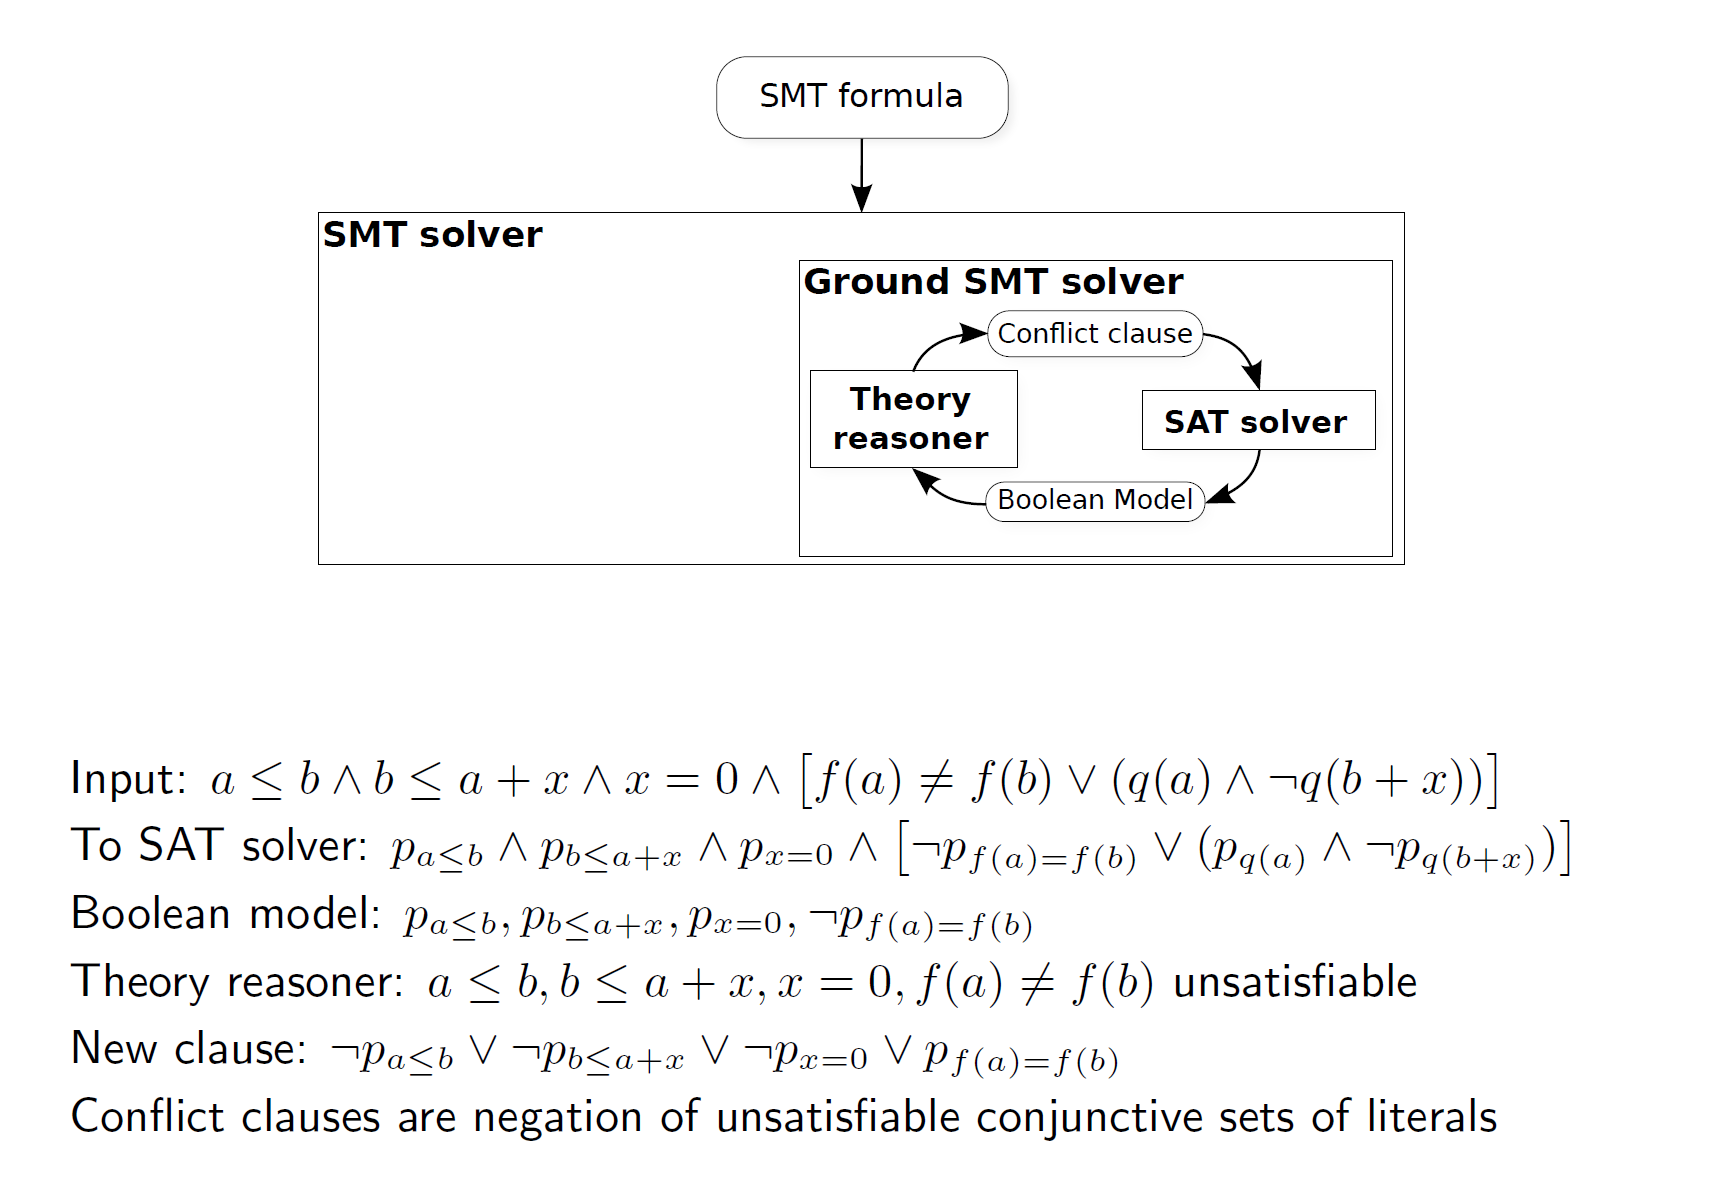 SMT formula
SMT solver
Ground SMT solver
Conflict clause
Theory
reasoner
SAT solver
Boolean Model
Input: a ≤ b ∧ b ≤ a + x ∧ x = 0 ∧ [f(a) ≠ f(b) ∨ (q(a) ∧ ¬q(b + x))]
To SAT solver: p_{a≤b} ∧ p_{b≤a+x} ∧ p_{x=0} ∧ [¬p_{f(a)=f(b)} ∨ (p_{q(a)} ∧ ¬p_{q(b+x)})]
Boolean model: p_{a≤b}, p_{b≤a+x}, p_{x=0}, ¬p_{f(a)=f(b)}
Theory reasoner: a ≤ b, b ≤ a + x, x = 0, f(a) ≠ f(b) unsatisfiable
New clause: ¬p_{a≤b} ∨ ¬p_{b≤a+x} ∨ ¬p_{x=0} ∨ p_{f(a)=f(b)}
Conflict clauses are negation of unsatisfiable conjunctive sets of literals